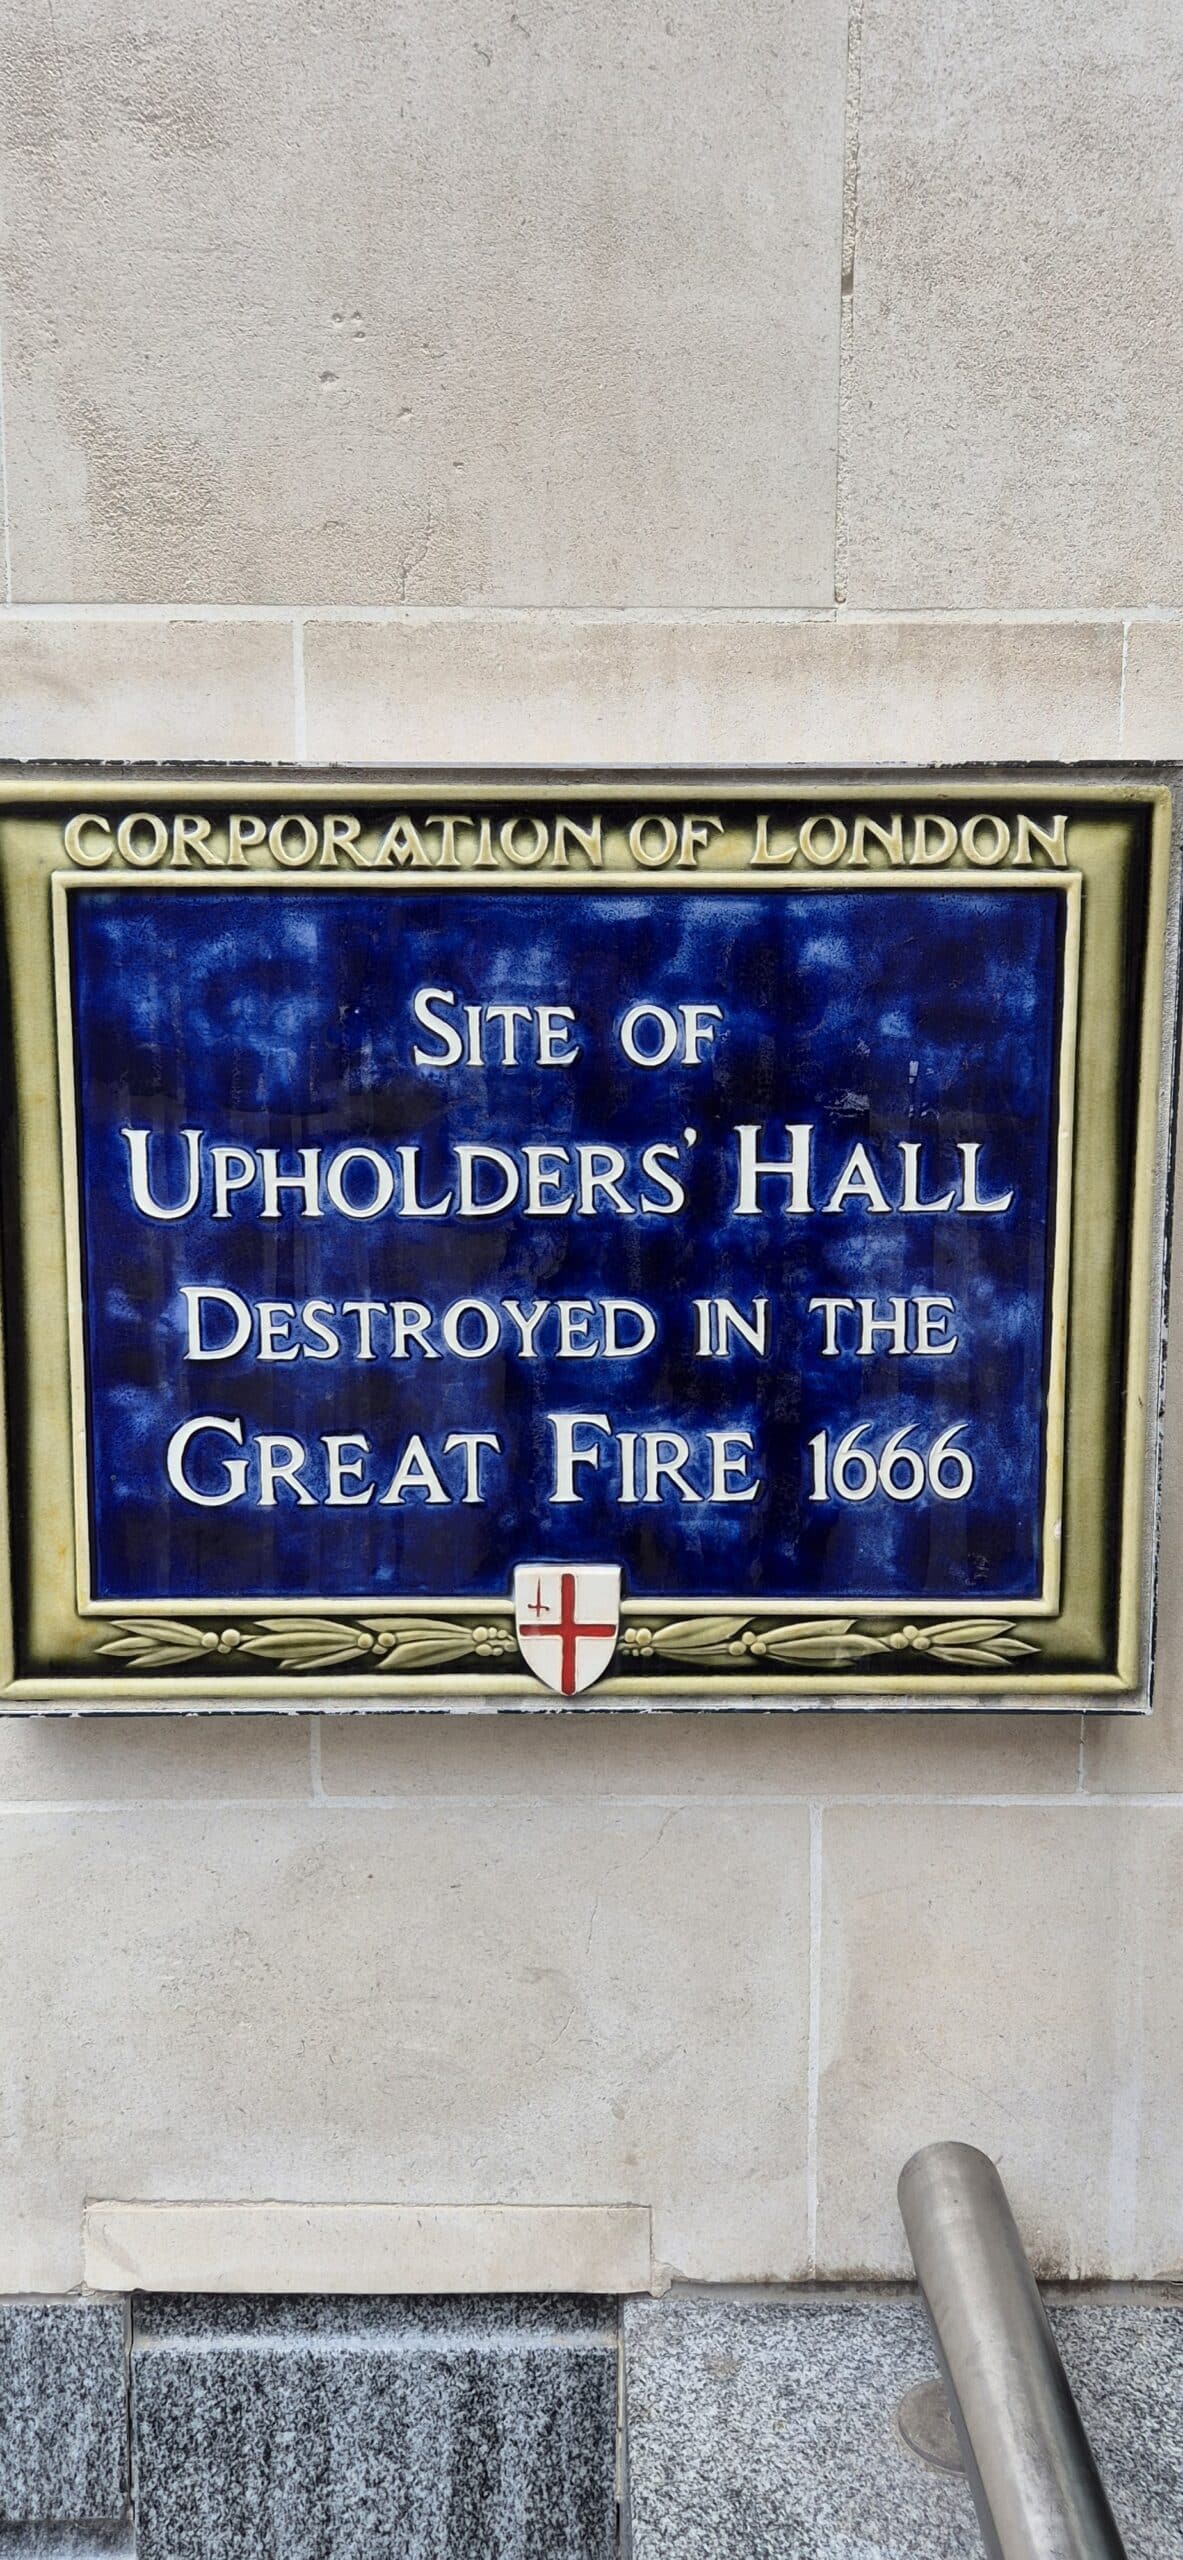 CORPORATION OF LONDON
SITE OF
UPHOLDERS' HALL
DESTROYED IN THE
GREAT FIRE 1666